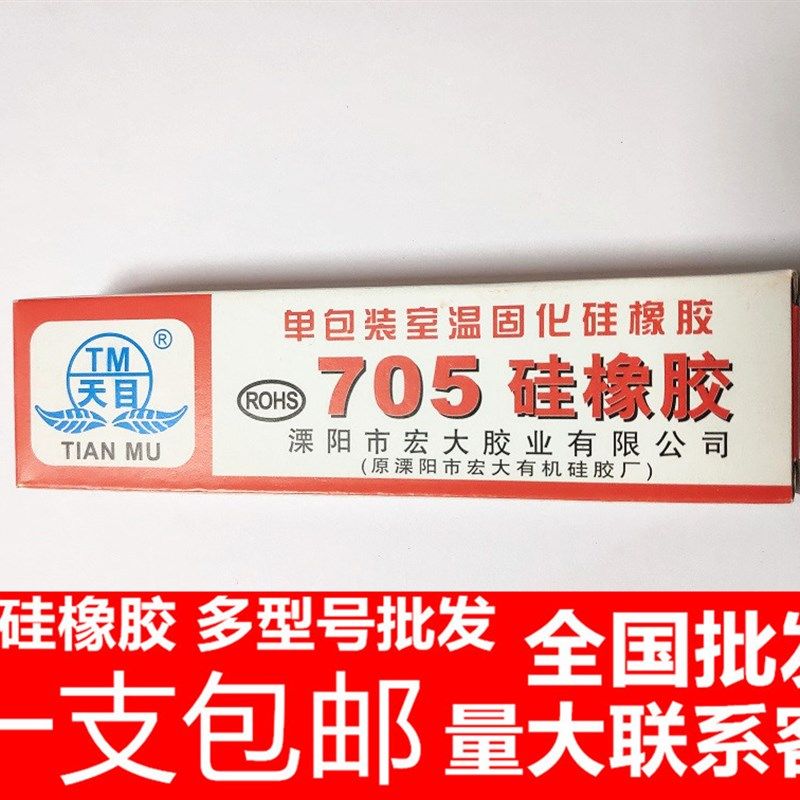 TM
®
天目
TIAN MU
单包装室温固化硅橡胶
ROHS
705 硅橡胶
溧阳市宏大胶业有限公司
(原溧阳市宏大有机硅胶厂)
硅橡胶 多型号批发
全国批发
一支包邮
量大联系客